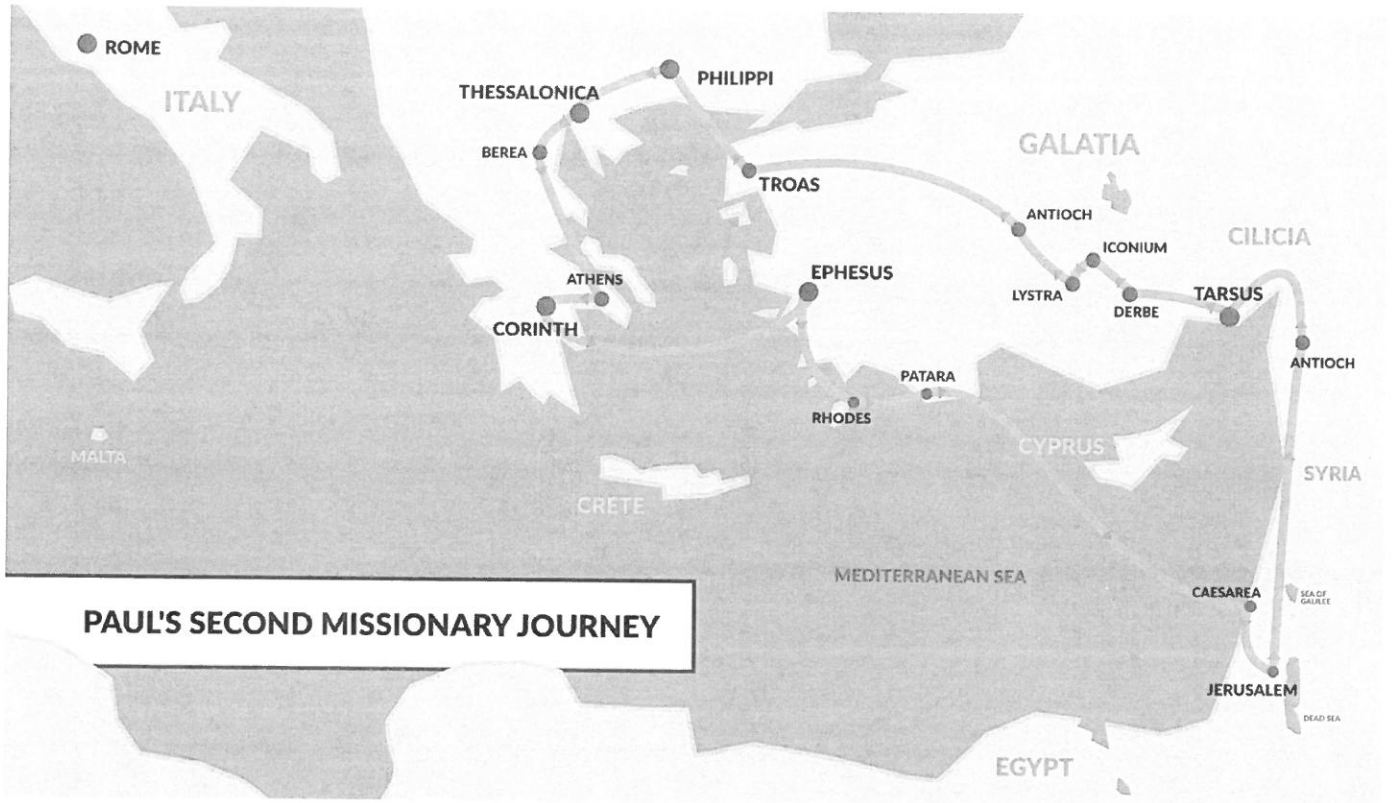 ROME
ITALY
PHILIPPI
THESSALONICA
BEREA
TROAS
GALATIA
ANTIOCH
ICONIUM
CILICIA
ATHENS
EPHESUS
LYSTRA
DERBE
TARSUS
CORINTH
ANTIOCH
PATARA
RHODES
CYPRUS
MALTA
CRETE
SYRIA
MEDITERRANEAN SEA
CAESAREA
SEA OF
GALILEE
PAUL'S SECOND MISSIONARY JOURNEY
JERUSALEM
DEAD SEA
EGYPT